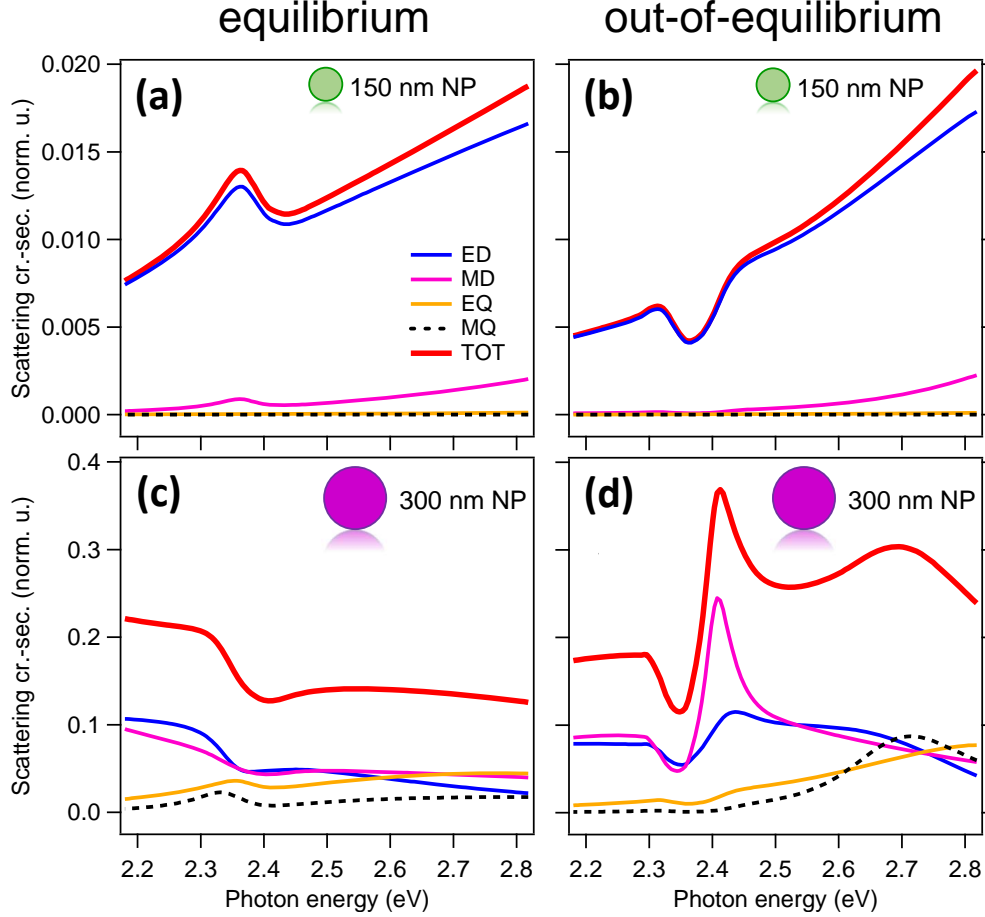 equilibrium
out-of-equilibrium
Scattering cr.-sec. (norm. u.)
0.020
0.015
0.010
0.005
0.000
(a)
150 nm NP
ED
MD
EQ
MQ
TOT
(b)
150 nm NP
Scattering cr.-sec. (norm. u.)
0.4
0.3
0.2
0.1
0.0
(c)
300 nm NP
(d)
300 nm NP
2.2 2.3 2.4 2.5 2.6 2.7 2.8
Photon energy (eV)
2.2 2.3 2.4 2.5 2.6 2.7 2.8
Photon energy (eV)